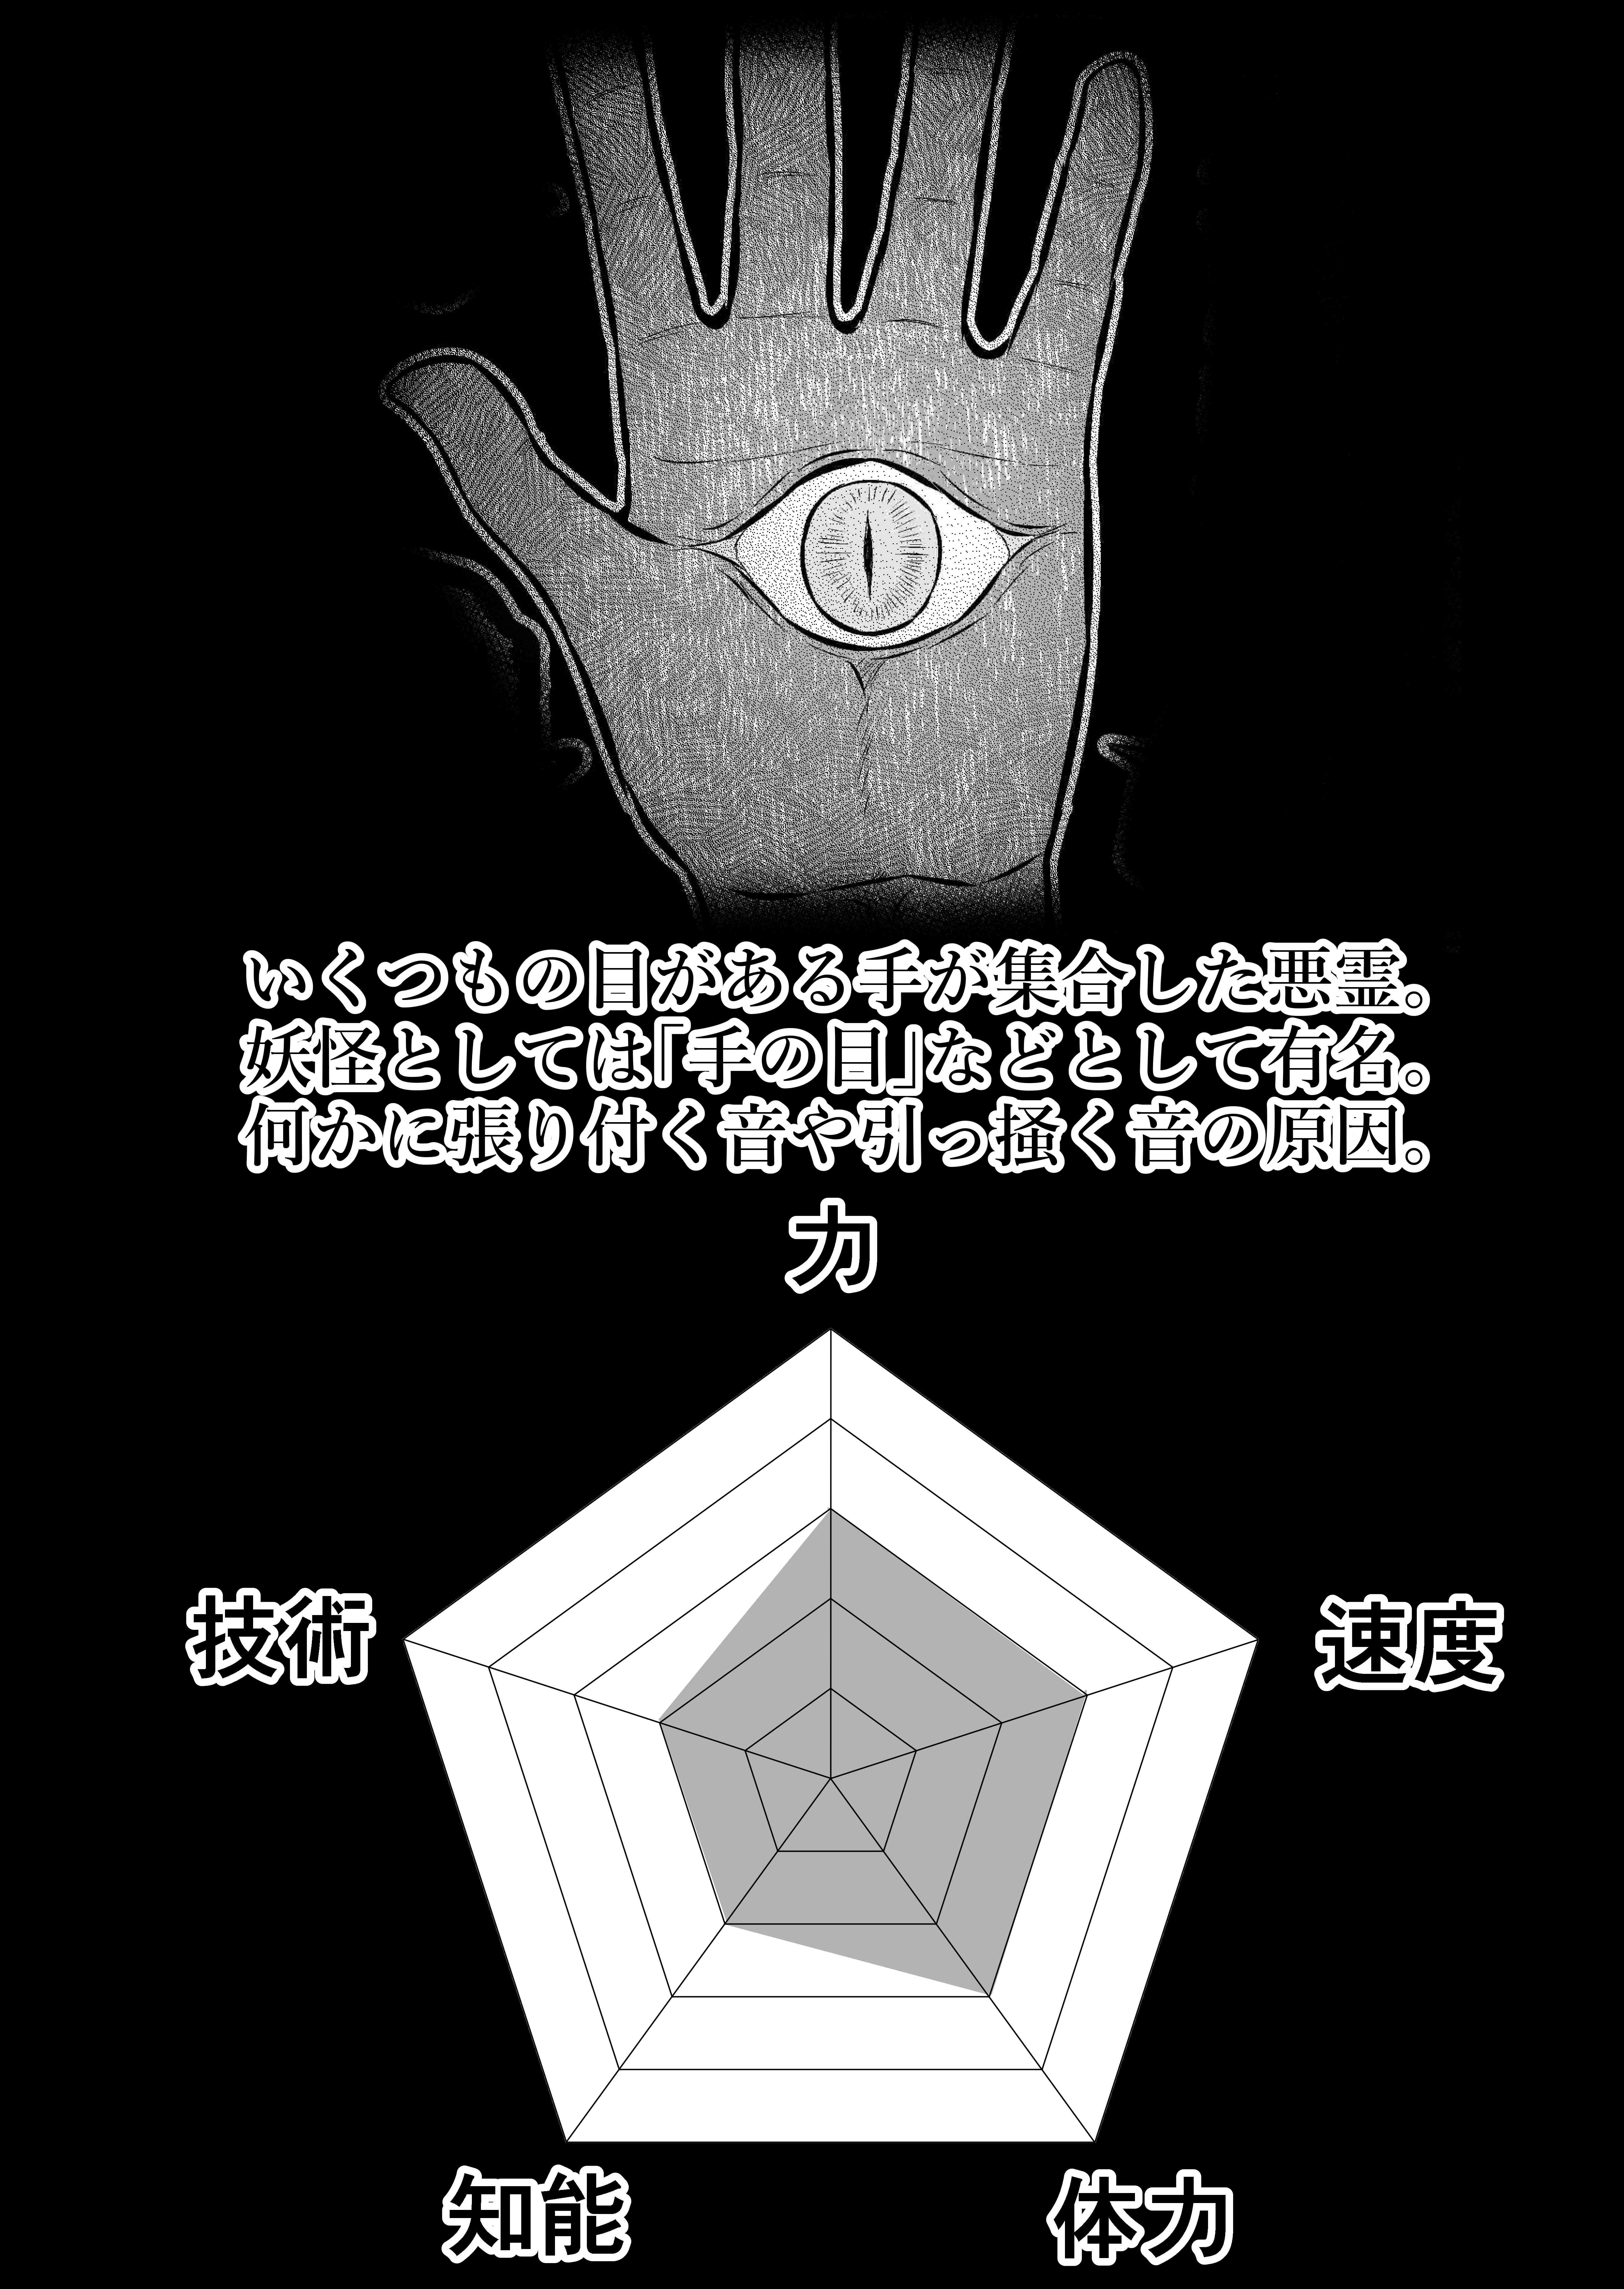 いくつもの目がある手が集合した悪霊。
妖怪としては「手の目」などとして有名。
何かに張り付く音や引っ掻く音の原因。
力
技術
速度
知能
体力